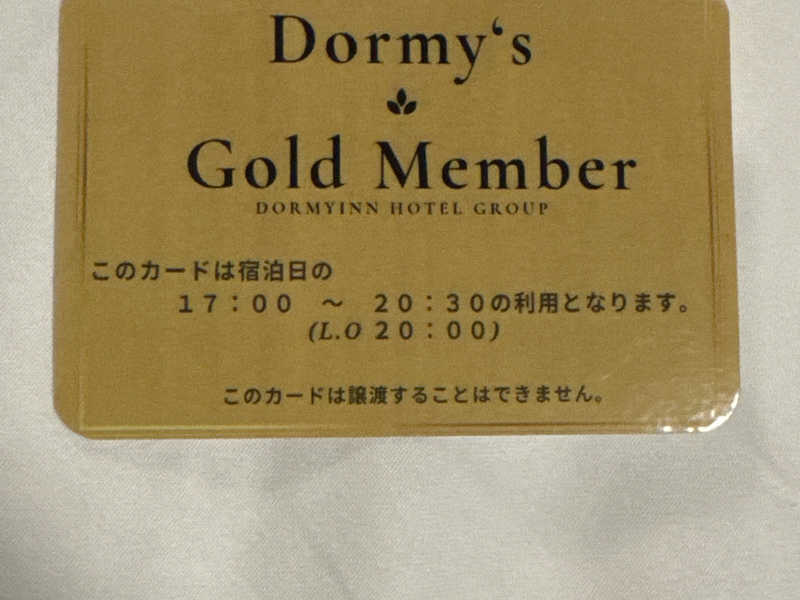 Dormy‘s
Gold Member
DORMYINN HOTEL GROUP
このカードは宿泊日の
１７：００　～　２０：３０の利用となります。
(L.O ２０：００)
このカードは譲渡することはできません。